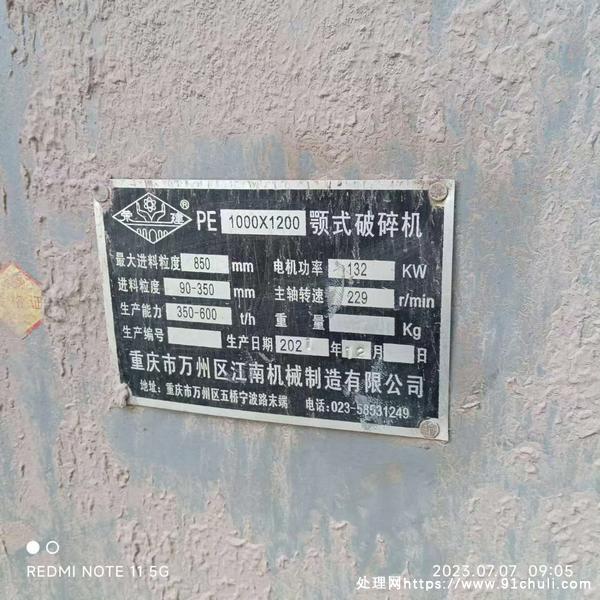 PE 1000X1200 颚式破碎机
®
最大进料粒度 850 mm 电机功率 132 KW
进料粒度 90-350 mm 主轴转速 229 r/min
生产能力 350-600 t/h 重量 Kg
生产编号 生产日期 202 年 月 日
重庆市万州区江南机械制造有限公司
地址：重庆市万州区五桥宁波路末端 电话：023-58531249
REDMI NOTE 11 5G
2023.07.07 09:05
处理网https://www.91chuli.com/